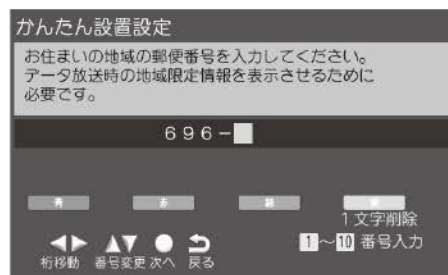 かんたん設置設定
お住まいの地域の郵便番号を入力してください。
データ放送時の地域限定情報を表示させるために
必要です。
696-
青 赤 緑 黄
1文字削除
◀▶ ▲▼ ● ⮌ 1～10 番号入力
桁移動 番号変更 次へ 戻る